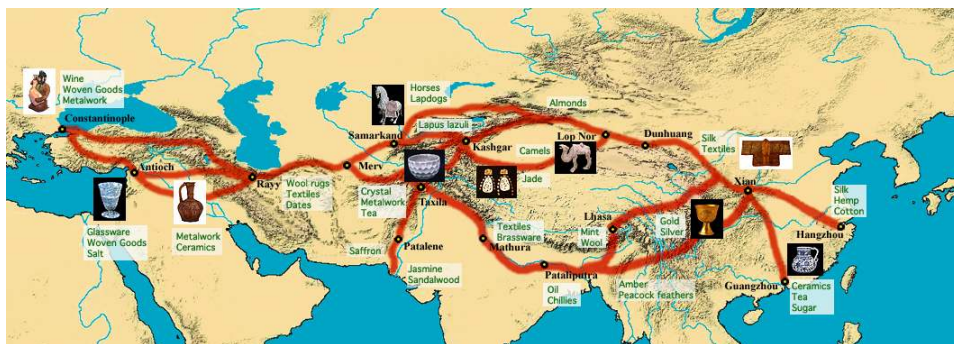 Wine
Woven Goods
Metalwork
Constantinople
Antioch
Glassware
Woven Goods
Salt
Metalwork
Ceramics
Rayy
Wool rugs
Textiles
Dates
Merv
Samarkand
Horses
Lapdogs
Lapus lazuli
Kashgar
Crystal
Metalwork
Tea
Taxila
Saffron
Patalene
Jasmine
Sandalwood
Almonds
Camels
Lop Nor
Jade
Dunhuang
Silk
Textiles
Textiles
Brassware
Mathura
Pataliputra
Oil
Chillies
Lhasa
Mint
Wool
Gold
Silver
Amber
Peacock feathers
Xian
Silk
Hemp
Cotton
Hangzhou
Guangzhou
Ceramics
Tea
Sugar